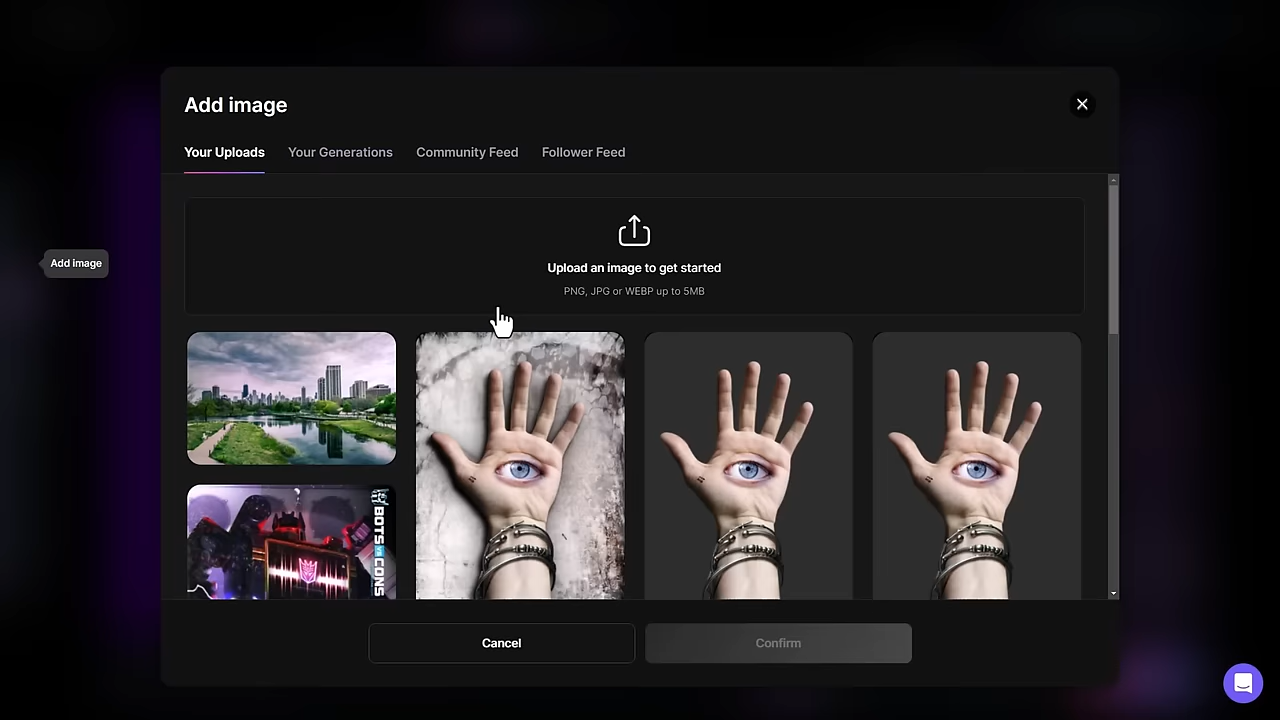 Add image
Your Uploads
Your Generations
Community Feed
Follower Feed
Add image
Upload an image to get started
PNG, JPG or WEBP up to 5MB
BOTS VS CONS
Cancel
Confirm